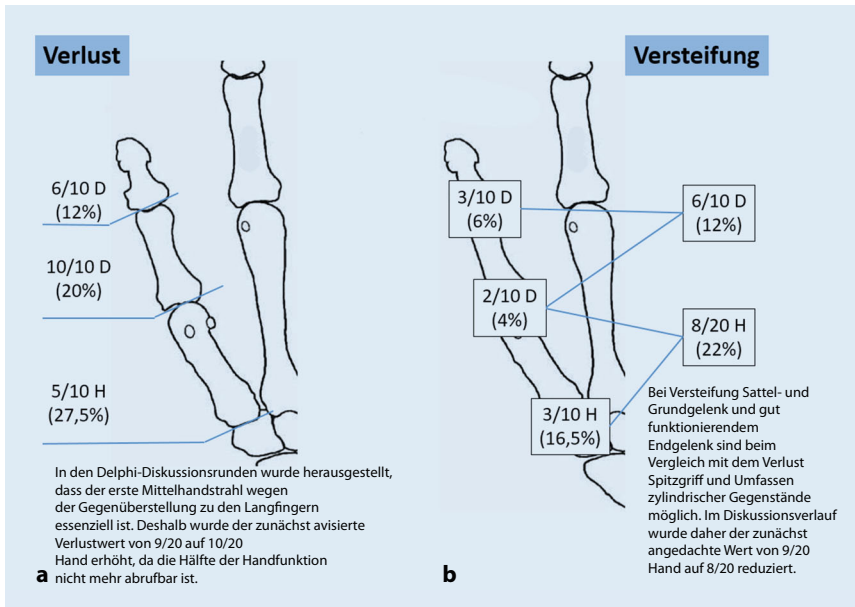 Verlust
6/10 D
(12%)
10/10 D
(20%)
5/10 H
(27,5%)
In den Delphi-Diskussionsrunden wurde herausgestellt,
dass der erste Mittelhandstrahl wegen
der Gegenüberstellung zu den Langfingern
essenziell ist. Deshalb wurde der zunächst avisierte
Verlustwert von 9/20 auf 10/20
Hand erhöht, da die Hälfte der Handfunktion
nicht mehr abrufbar ist.
a
Versteifung
3/10 D
(6%)
6/10 D
(12%)
2/10 D
(4%)
8/20 H
(22%)
3/10 H
(16,5%)
Bei Versteifung Sattel- und
Grundgelenk und gut
funktionierendem
Endgelenk sind beim
Vergleich mit dem Verlust
Spitzgriff und Umfassen
zylindrischer Gegenstände
möglich. Im Diskussionsverlauf
wurde daher der zunächst
angedachte Wert von 9/20
Hand auf 8/20 reduziert.
b